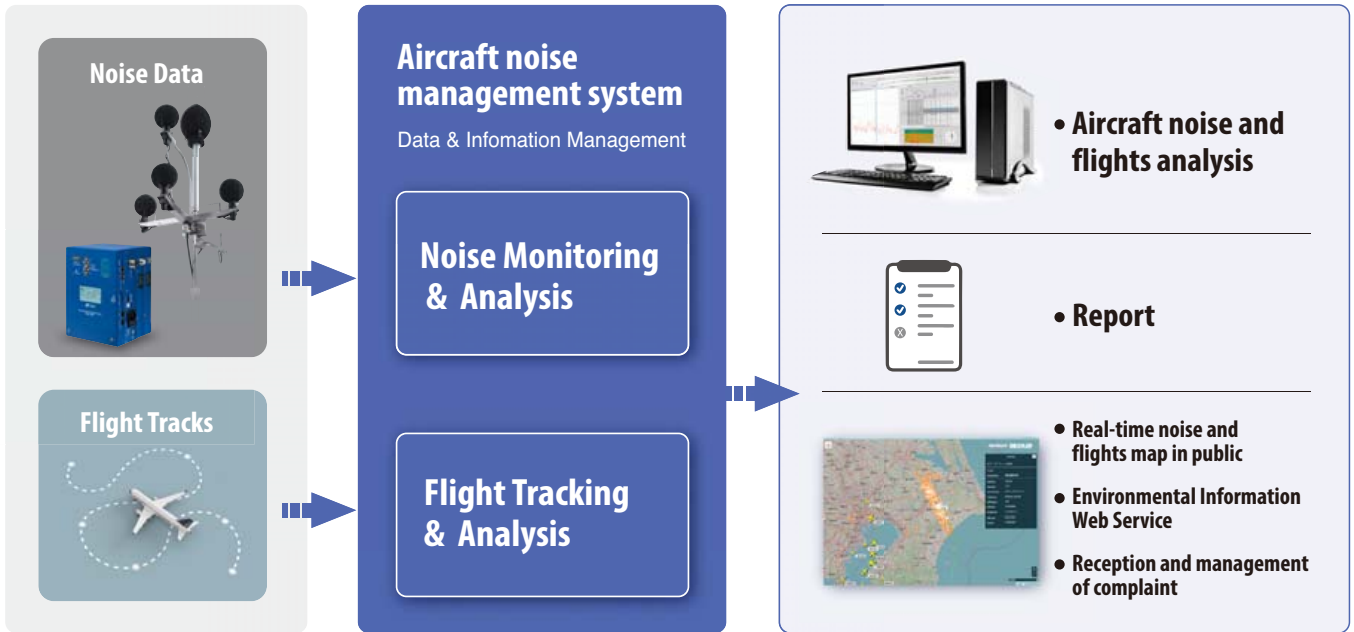 Noise Data
Flight Tracks
Aircraft noise
management system
Data & Infomation Management
Noise Monitoring
& Analysis
Flight Tracking
& Analysis
• Aircraft noise and
flights analysis
• Report
• Real-time noise and
flights map in public
• Environmental Information
Web Service
• Reception and management
of complaint